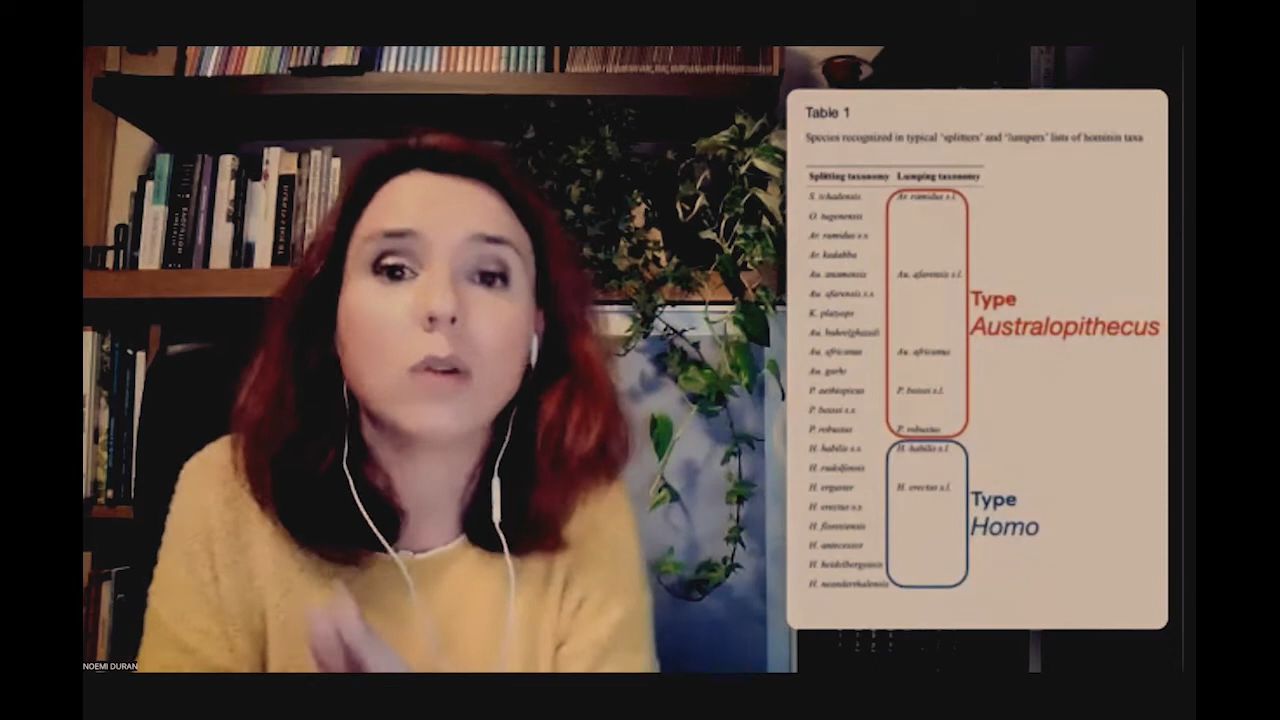 Table 1
Species recognized in typical 'splitters' and 'lumpers' lists of hominin taxa
Splitting taxonomy Lumping taxonomy
S. tchadensis Ar. ramidus s.l.
O. tugenensis
Ar. ramidus s.s
Ar. kadabba
Au. anamensis Au. afarensis s.l.
Au. afarensis s.s
K. platyops
Au. bahrelghazali
Au. africanus Au. africanus
Au. garhi
P. aethiopicus P. boisei s.l.
P. boisei s.s
P. robustus P. robustus
H. habilis s.s H. habilis s.l.
H. rudolfensis
H. ergaster H. erectus s.l.
H. erectus s.s
H. floresiensis
H. antecessor
H. heidelbergensis
H. neanderthalensis
Type
Australopithecus
Type
Homo
NOEMI DURAN